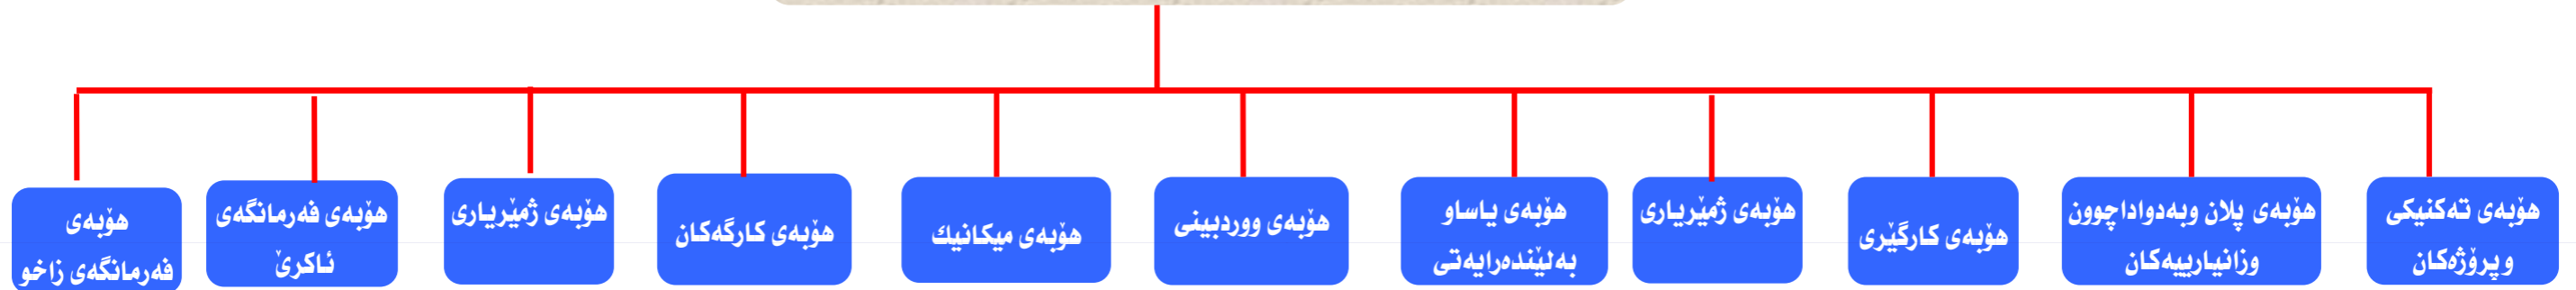 هۆبەی تەکنیکی
وپرۆژەکان
هۆبەی پلان وبەدواداچوون
وزانیارییەکان
هۆبەی کارگێری
هۆبەی ژمێریاری
هۆبەی یاساو
بەلێندەرایەتی
هۆبەی ووردبینی
هۆبەی میکانیك
هۆبەی کارگەکان
هۆبەی ژمێریاری
هۆبەی فەرمانگەی
ئاکرێ
هۆبەی
فەرمانگەی زاخو